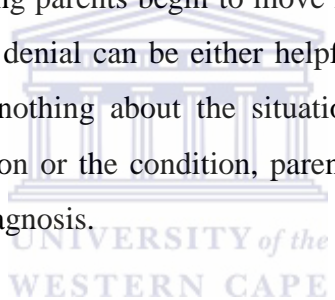 ng parents begin to move
denial can be either helpf
nothing about the situatio
on or the condition, paren
agnosis.
UNIVERSITY of the
WESTERN CAPE